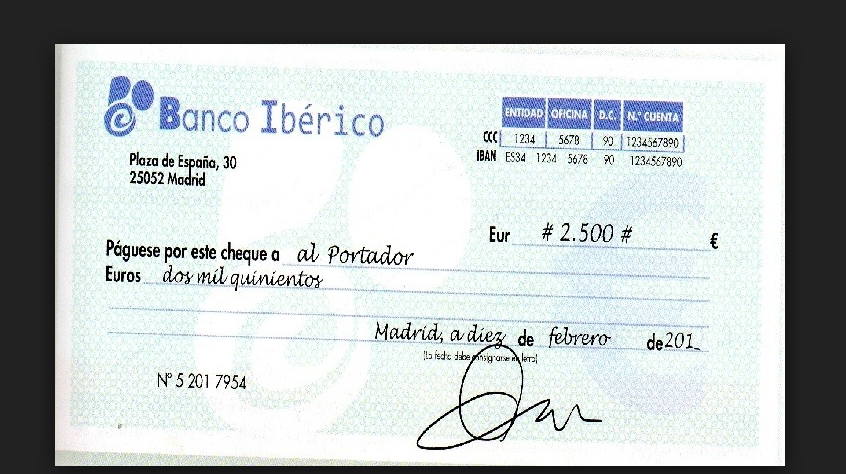 Banco Ibérico
Plaza de España, 30
25052 Madrid
ENTIDAD OFICINA D.C. N.º CUENTA
CCC 1234 5678 90 1234567890
IBAN ES34 1234 5678 90 1234567890
Eur # 2.500 # €
Páguese por este cheque a al Portador
Euros dos mil quinientos
Madrid, a diez de febrero de 201_
(La fecha debe consignarse en letra)
Nº 5 201 7954